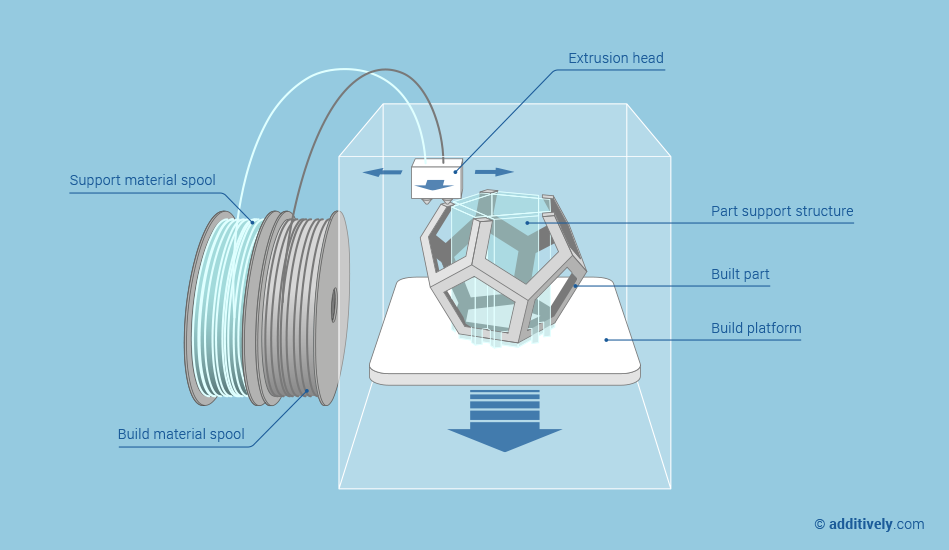 Extrusion head
Support material spool
Part support structure
Built part
Build platform
Build material spool
© additively.com